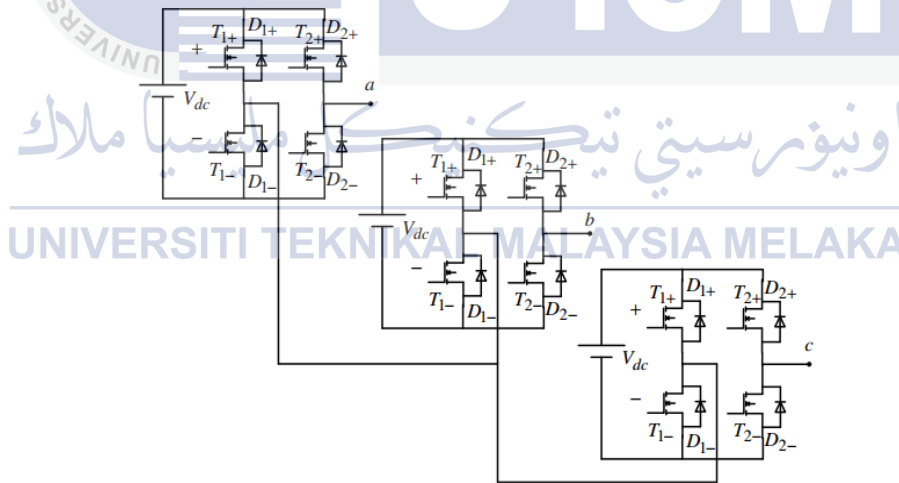 T1+ D1+ T2+ D2+
+
Vdc
−
a
T1− D1− T2− D2−
T1+ D1+ T2+ D2+
+
Vdc
−
b
T1− D1− T2− D2−
اونيۏرسيتي تيكنيكل مليسيا ملاك
UNIVERSITI TEKNIKAL MALAYSIA MELAKA
T1+ D1+ T2+ D2+
+
Vdc
−
c
T1− D1− T2− D2−